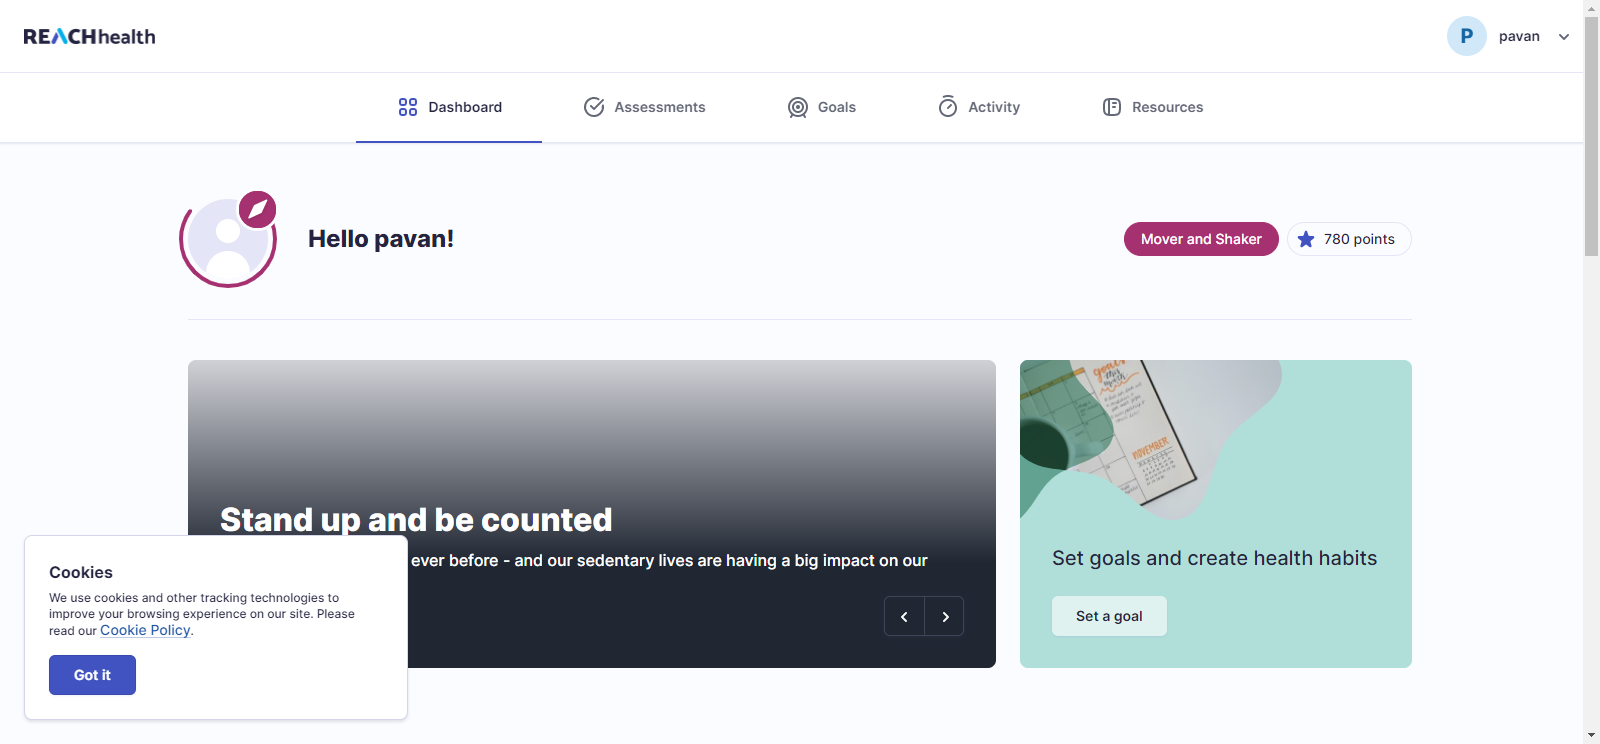 REACHhealth
P pavan
Dashboard Assessments Goals Activity Resources
Hello pavan!
Mover and Shaker 780 points
Stand up and be counted
ever before - and our sedentary lives are having a big impact on our
goals
this
NOVEMBER
Set goals and create health habits
Set a goal
Cookies
We use cookies and other tracking technologies to
improve your browsing experience on our site. Please
read our Cookie Policy.
Got it